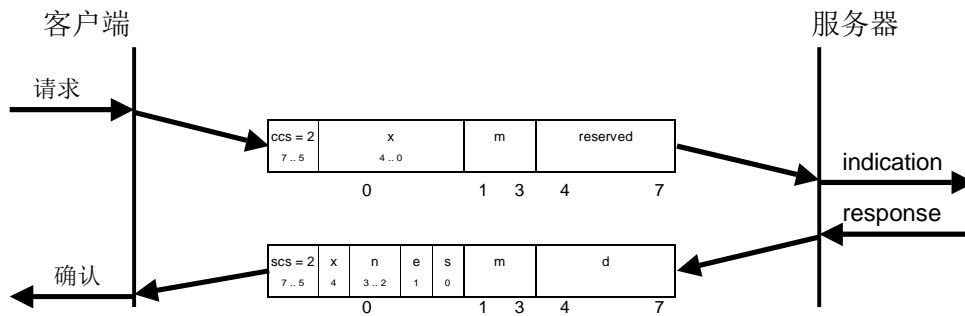 客户端
服务器
请求
ccs = 2 x m reserved
7 .. 5 4 .. 0
0 1 3 4 7
indication
response
scs = 2 x n e s m d
7 .. 5 4 3 .. 2 1 0
0 1 3 4 7
确认